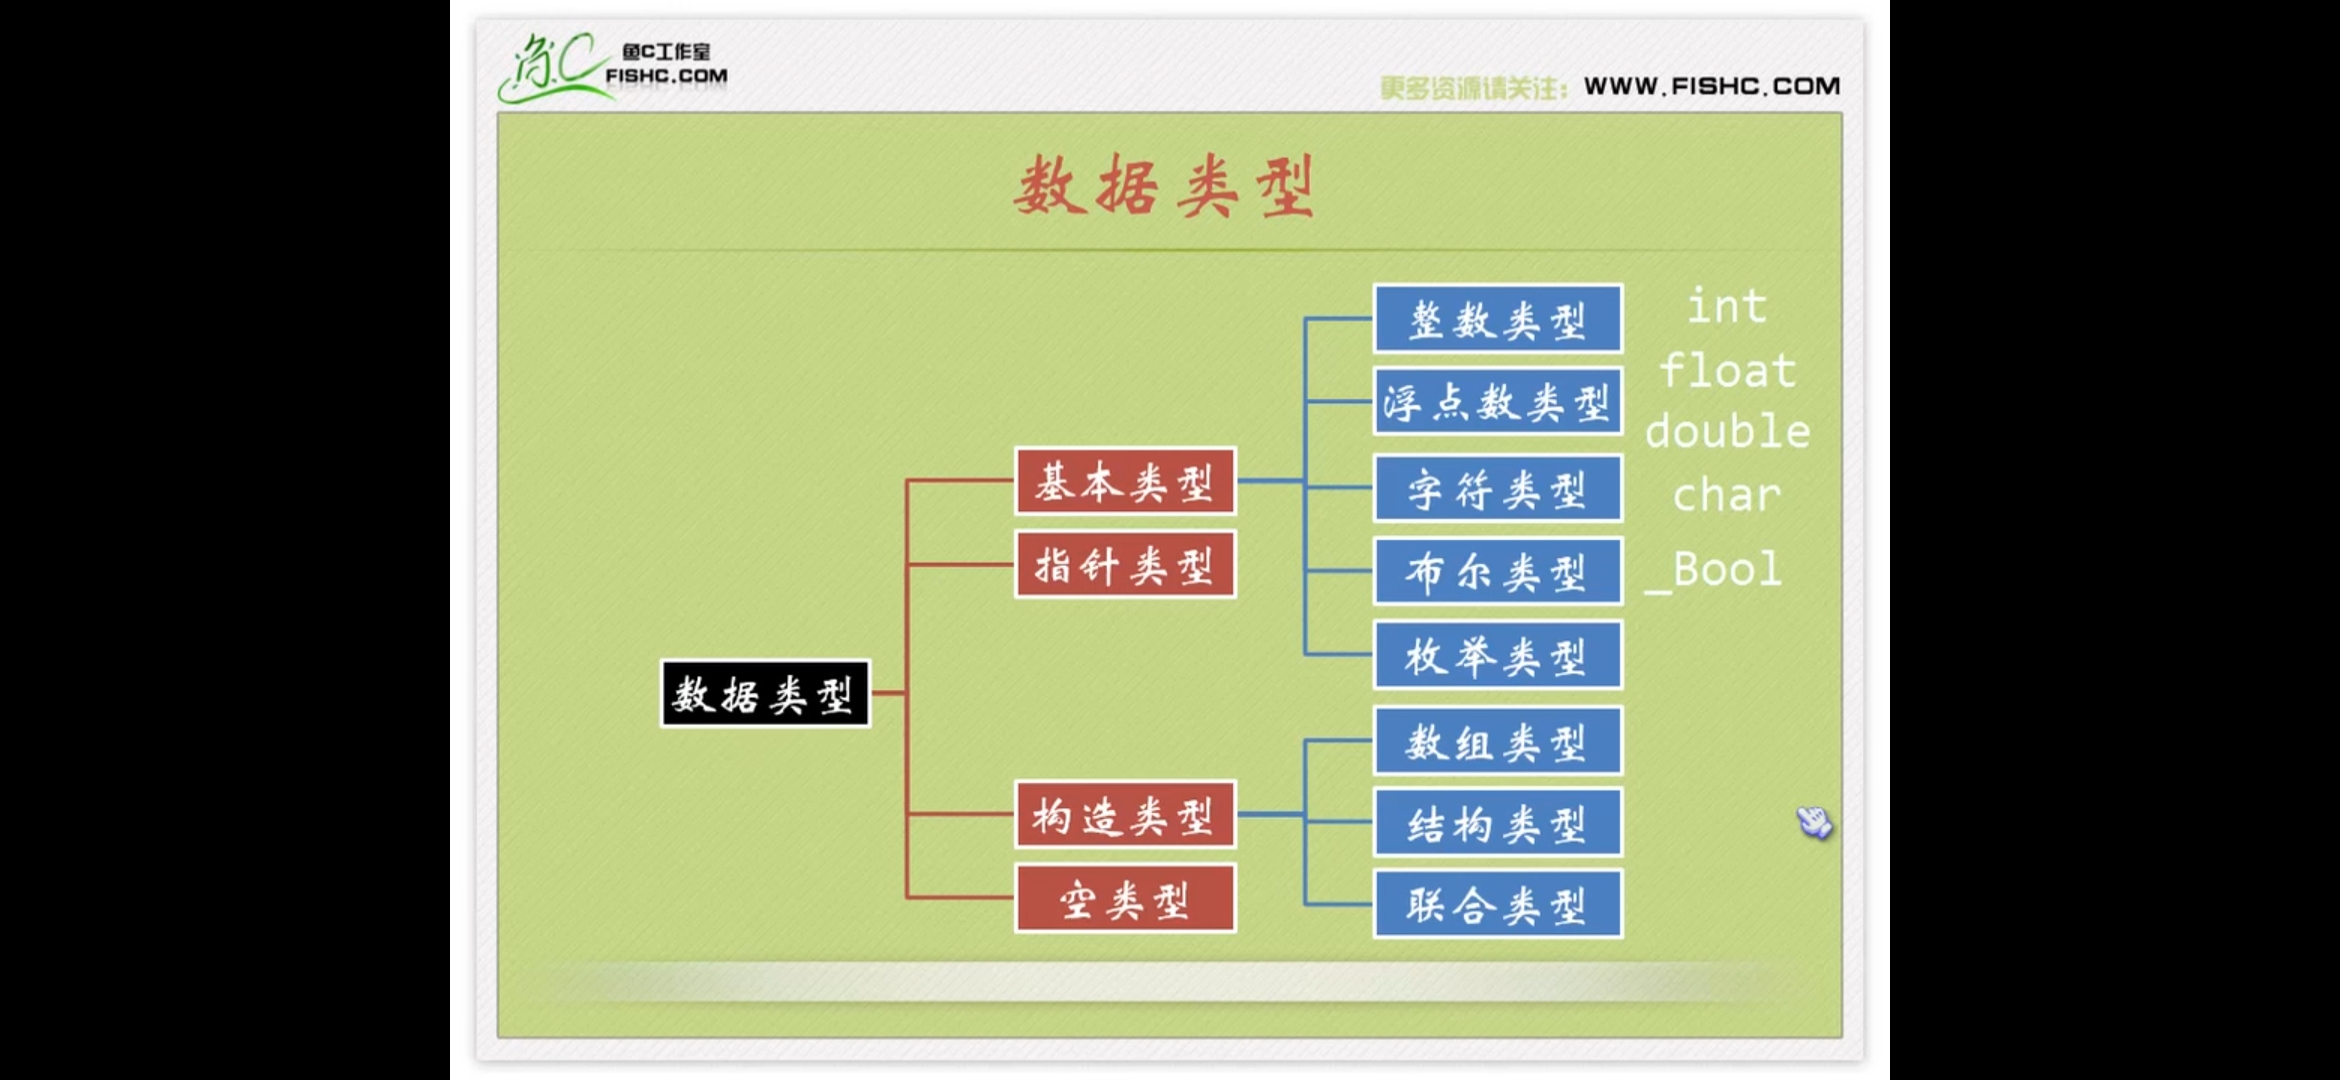 鱼C工作室
FISHC.COM
更多资源请关注: WWW.FISHC.COM
数据类型
整数类型 int
浮点数类型 float
double
基本类型
字符类型 char
指针类型
布尔类型 _Bool
枚举类型
数据类型
数组类型
构造类型
结构类型
空类型
联合类型